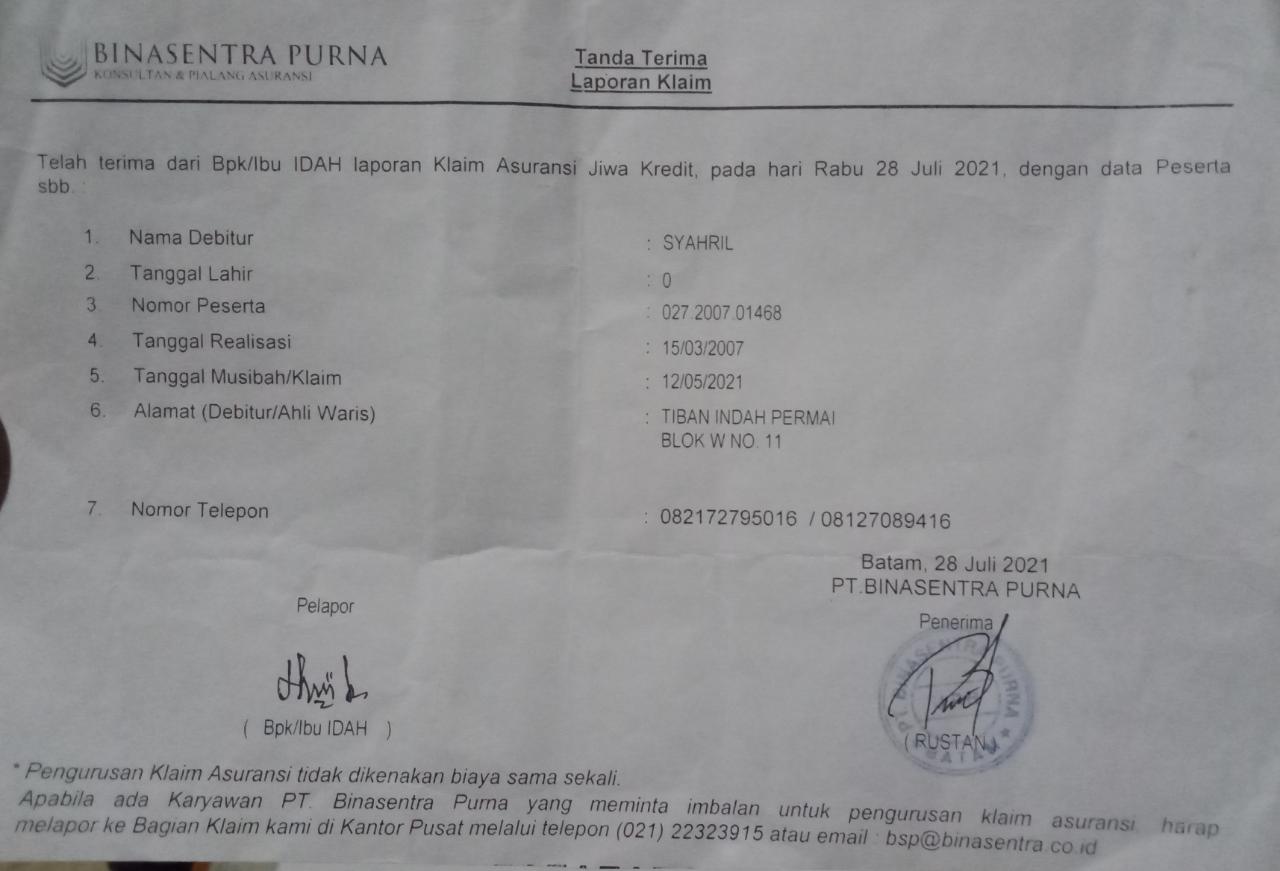 BINASENTRA PURNA
KONSULTAN & PIALANG ASURANSI
Tanda Terima
Laporan Klaim
Telah terima dari Bpk/Ibu IDAH laporan Klaim Asuransi Jiwa Kredit, pada hari Rabu 28 Juli 2021, dengan data Peserta
sbb. :
1. Nama Debitur : SYAHRIL
2. Tanggal Lahir : 0
3. Nomor Peserta : 027.2007.01468
4. Tanggal Realisasi : 15/03/2007
5. Tanggal Musibah/Klaim : 12/05/2021
6. Alamat (Debitur/Ahli Waris) : TIBAN INDAH PERMAI
BLOK W NO. 11
7. Nomor Telepon : 082172795016 / 08127089416
Batam, 28 Juli 2021
PT.BINASENTRA PURNA
Pelapor
Penerima
PT. BINASENTRA PURNA
BATAM
( Bpk/Ibu IDAH )
( RUSTAN )
* Pengurusan Klaim Asuransi tidak dikenakan biaya sama sekali.
Apabila ada Karyawan PT. Binasentra Purna yang meminta imbalan untuk pengurusan klaim asuransi harap
melapor ke Bagian Klaim kami di Kantor Pusat melalui telepon (021) 22323915 atau email : bsp@binasentra.co.id